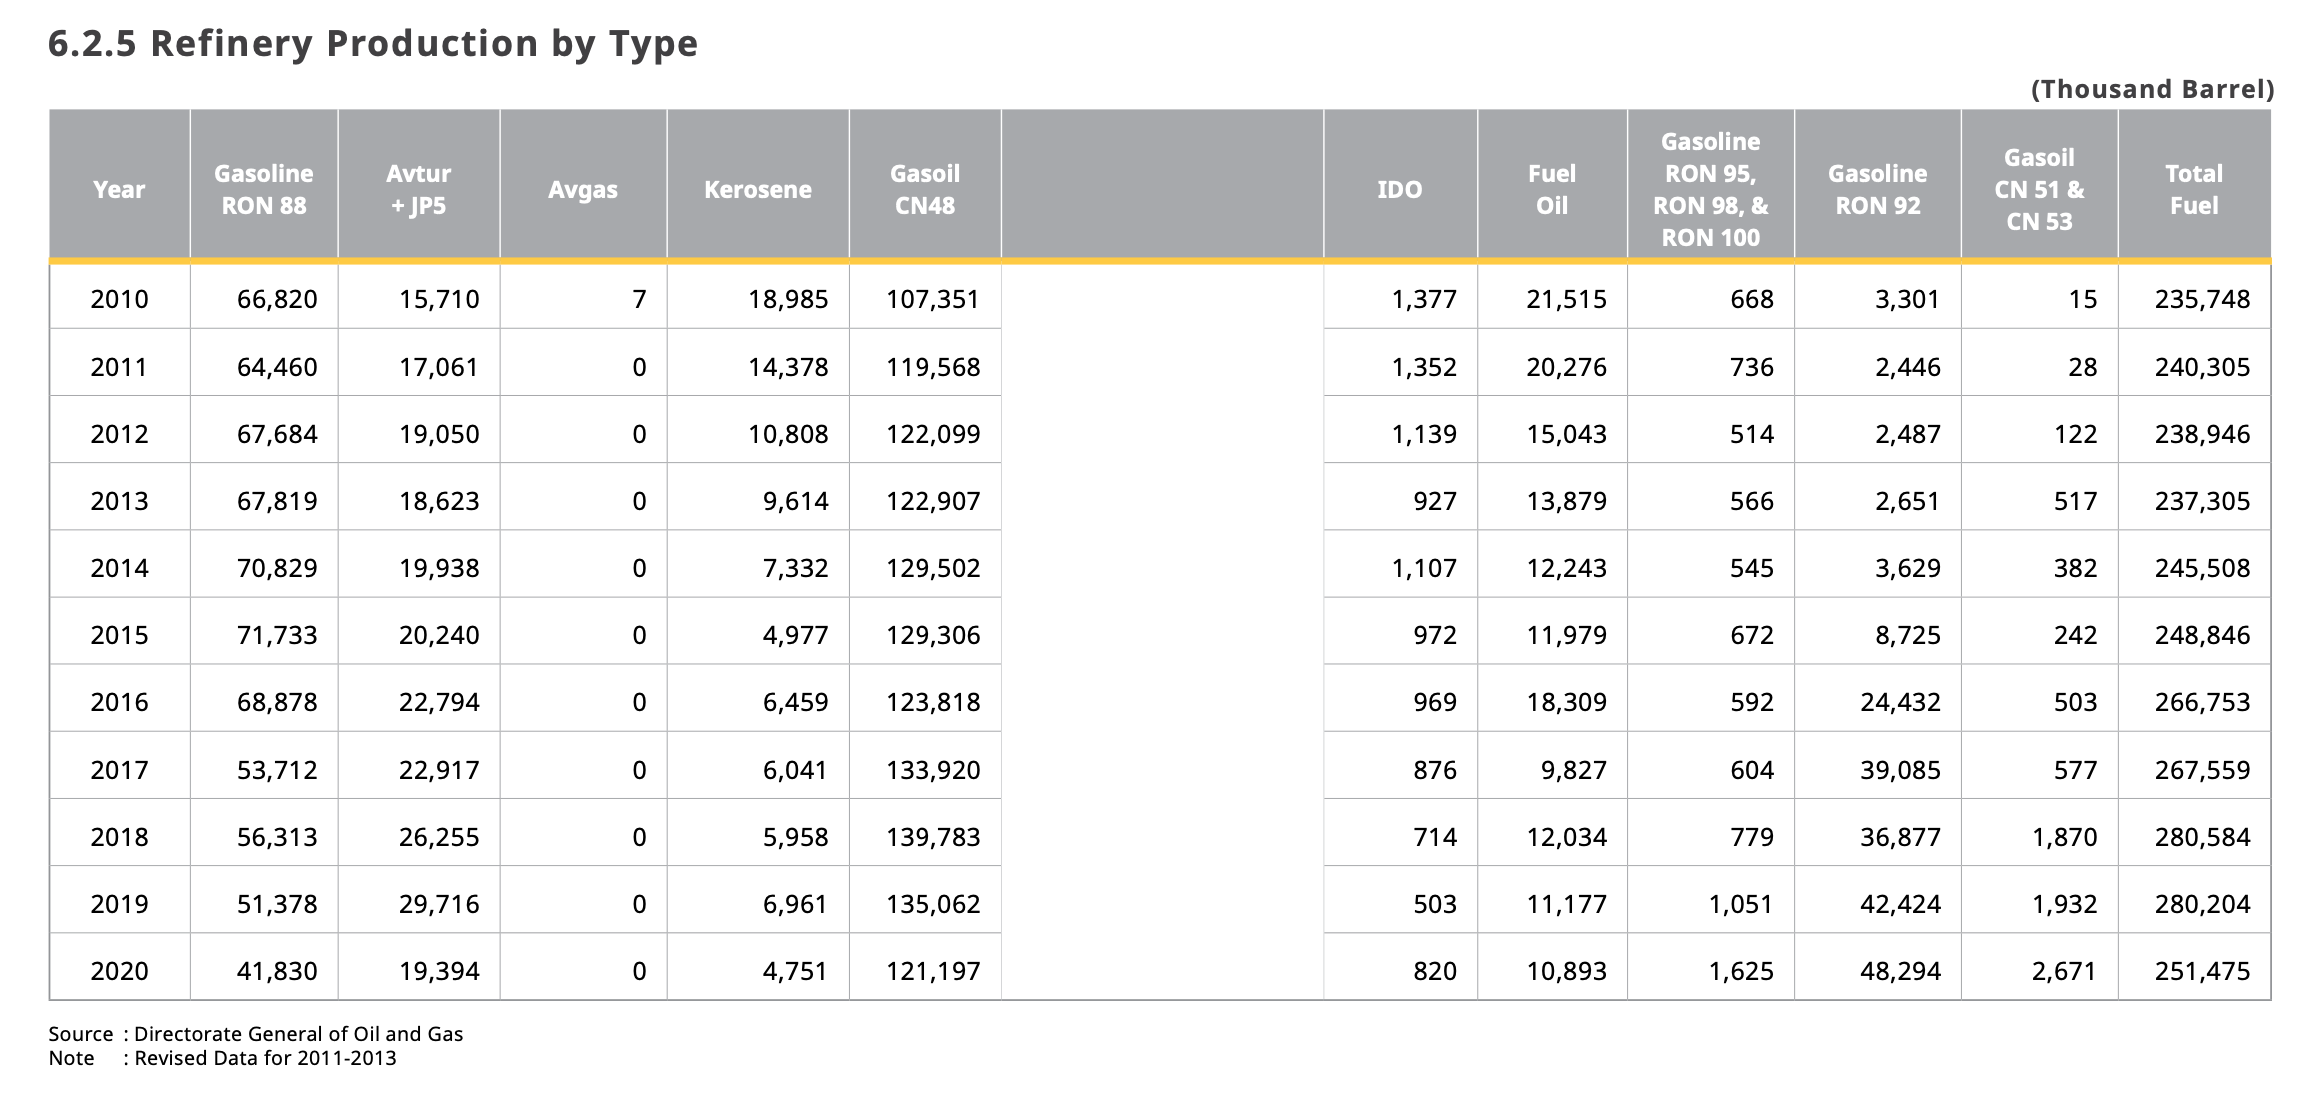 6.2.5 Refinery Production by Type
(Thousand Barrel)
Year Gasoline RON 88 Avtur + JP5 Avgas Kerosene Gasoil CN48 IDO Fuel Oil Gasoline RON 95, RON 98, & RON 100 Gasoline RON 92 Gasoil CN 51 & CN 53 Total Fuel
2010 66,820 15,710 7 18,985 107,351 1,377 21,515 668 3,301 15 235,748
2011 64,460 17,061 0 14,378 119,568 1,352 20,276 736 2,446 28 240,305
2012 67,684 19,050 0 10,808 122,099 1,139 15,043 514 2,487 122 238,946
2013 67,819 18,623 0 9,614 122,907 927 13,879 566 2,651 517 237,305
2014 70,829 19,938 0 7,332 129,502 1,107 12,243 545 3,629 382 245,508
2015 71,733 20,240 0 4,977 129,306 972 11,979 672 8,725 242 248,846
2016 68,878 22,794 0 6,459 123,818 969 18,309 592 24,432 503 266,753
2017 53,712 22,917 0 6,041 133,920 876 9,827 604 39,085 577 267,559
2018 56,313 26,255 0 5,958 139,783 714 12,034 779 36,877 1,870 280,584
2019 51,378 29,716 0 6,961 135,062 503 11,177 1,051 42,424 1,932 280,204
2020 41,830 19,394 0 4,751 121,197 820 10,893 1,625 48,294 2,671 251,475
Source : Directorate General of Oil and Gas
Note : Revised Data for 2011-2013